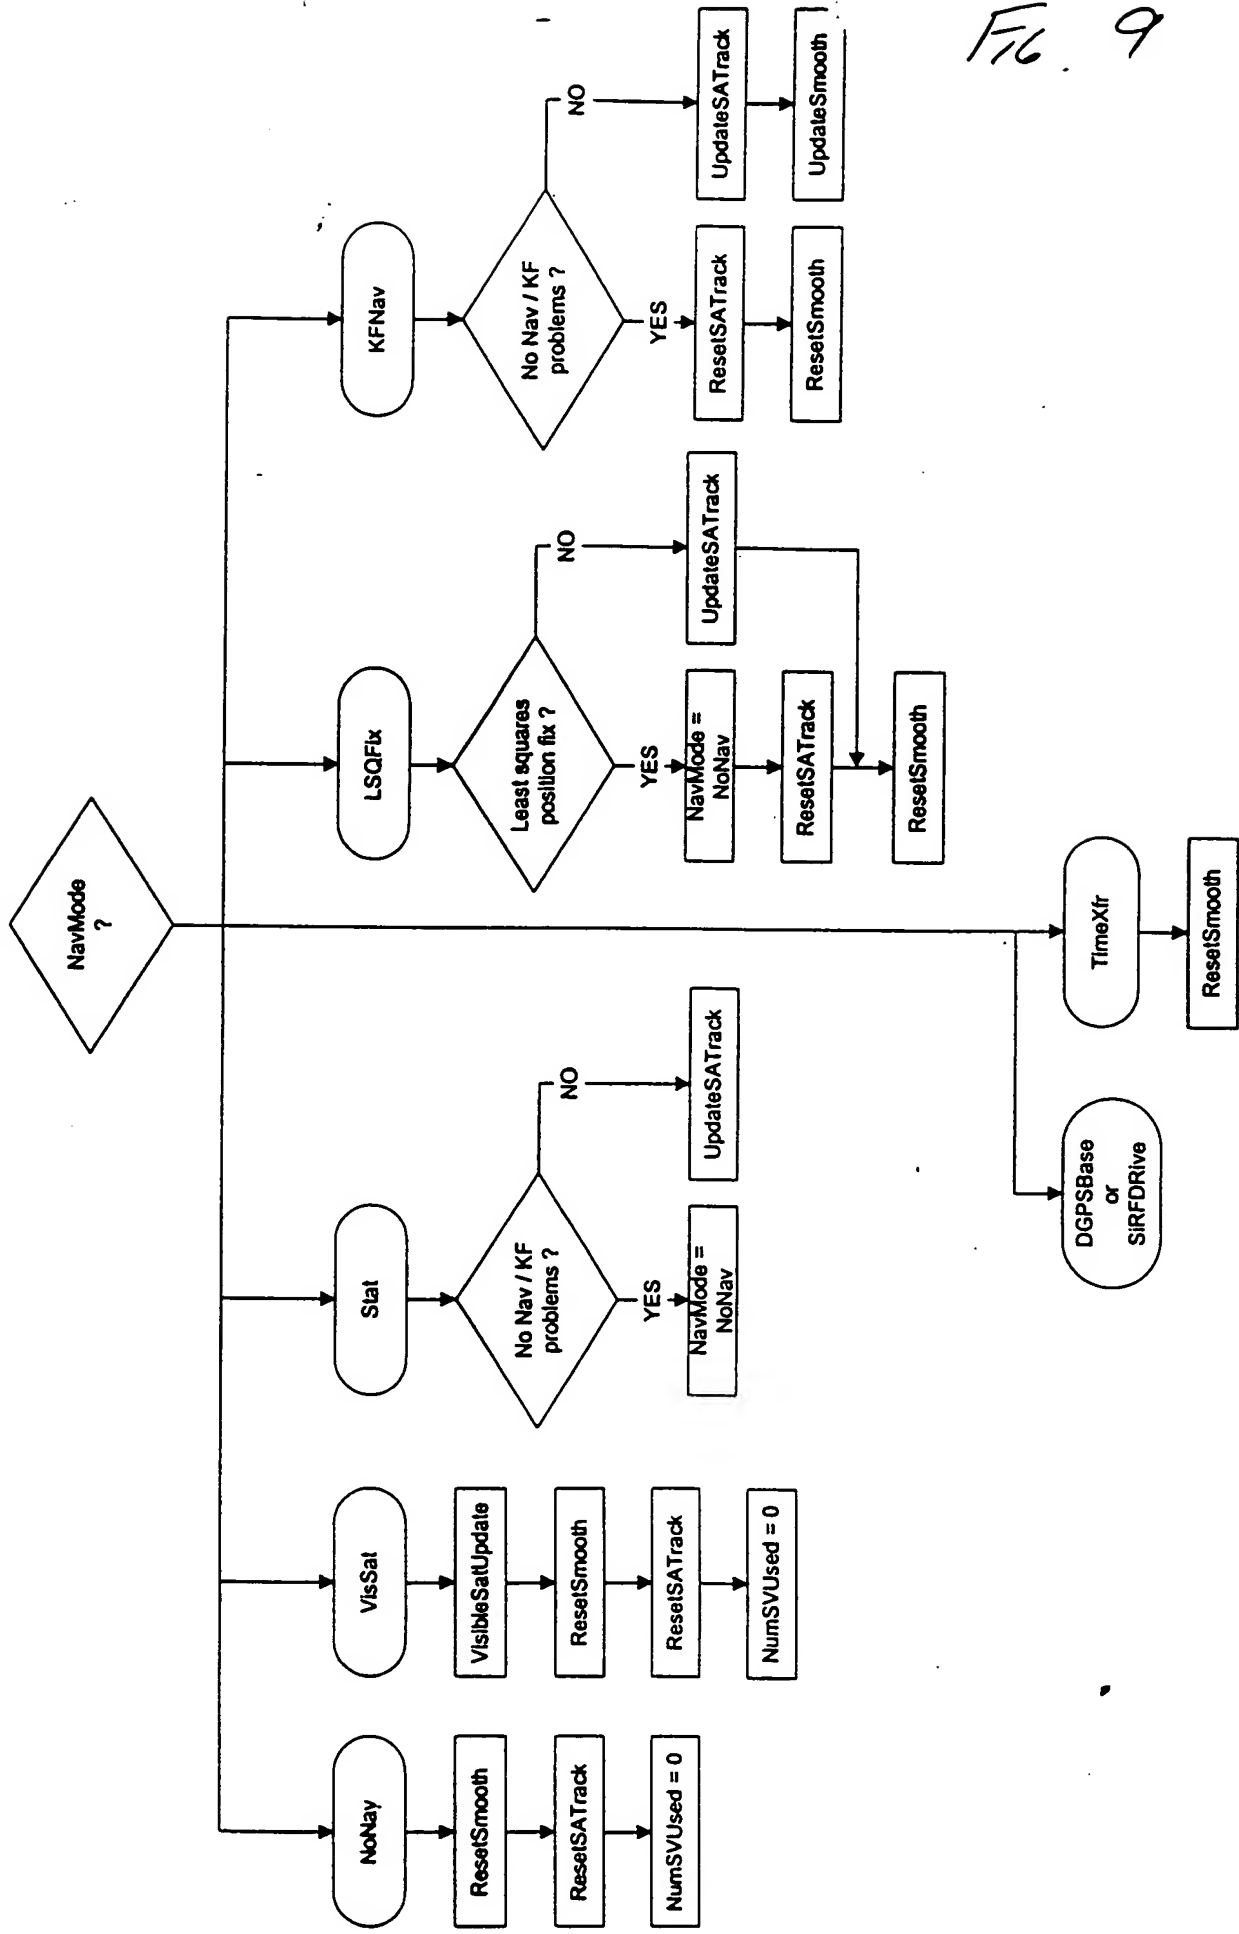 FIG. 9
NavMode
?
NoNav
ResetSmooth
ResetSATrack
NumSVUsed = 0
VisSat
VisibleSatUpdate
ResetSmooth
ResetSATrack
NumSVUsed = 0
Stat
No Nav / KF
problems ?
YES
NavMode =
NoNav
NO
UpdateSATrack
DGPSBase
or
SiRFDRive
TimeXfr
ResetSmooth
LSQFix
Least squares
position fix ?
YES
NavMode =
NoNav
ResetSATrack
ResetSmooth
NO
UpdateSATrack
KFNav
No Nav / KF
problems ?
YES
ResetSATrack
ResetSmooth
NO
UpdateSATrack
UpdateSmooth